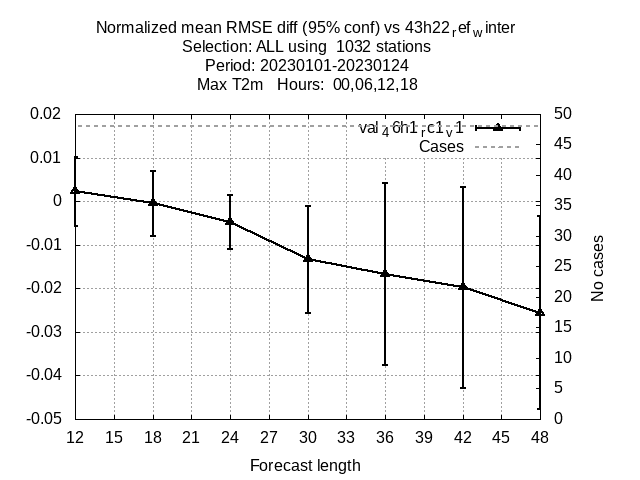 Normalized mean RMSE diff (95% conf) vs 43h22refwinter
Selection: ALL using  1032 stations
Period: 20230101-20230124
Max T2m   Hours:  00,06,12,18
val46h1rc1v1
Cases
0.02
0.01
0
-0.01
-0.02
-0.03
-0.04
-0.05
50
45
40
35
30
25
20
15
10
5
0
No cases
12 15 18 21 24 27 30 33 36 39 42 45 48
Forecast length